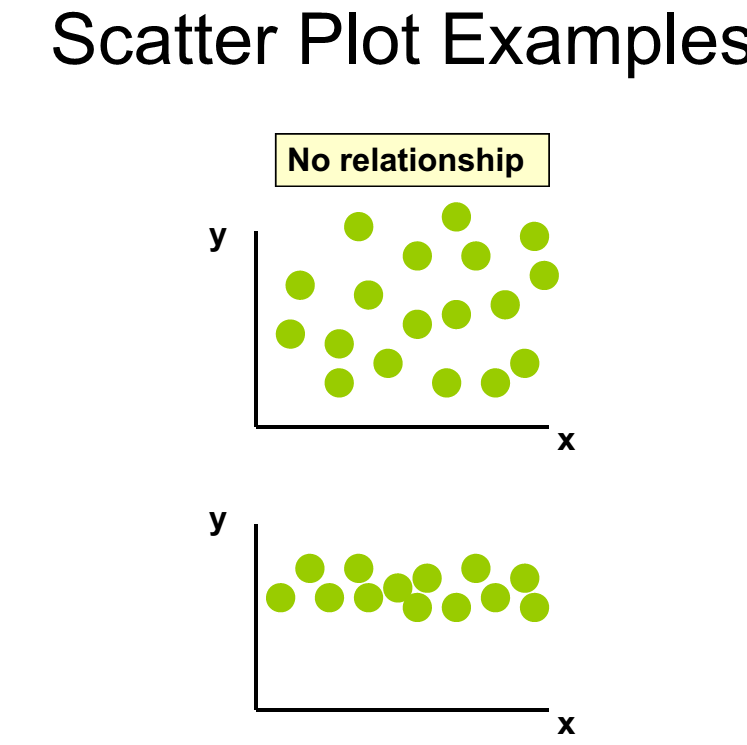 Scatter Plot Examples
No relationship
y
x
y
x